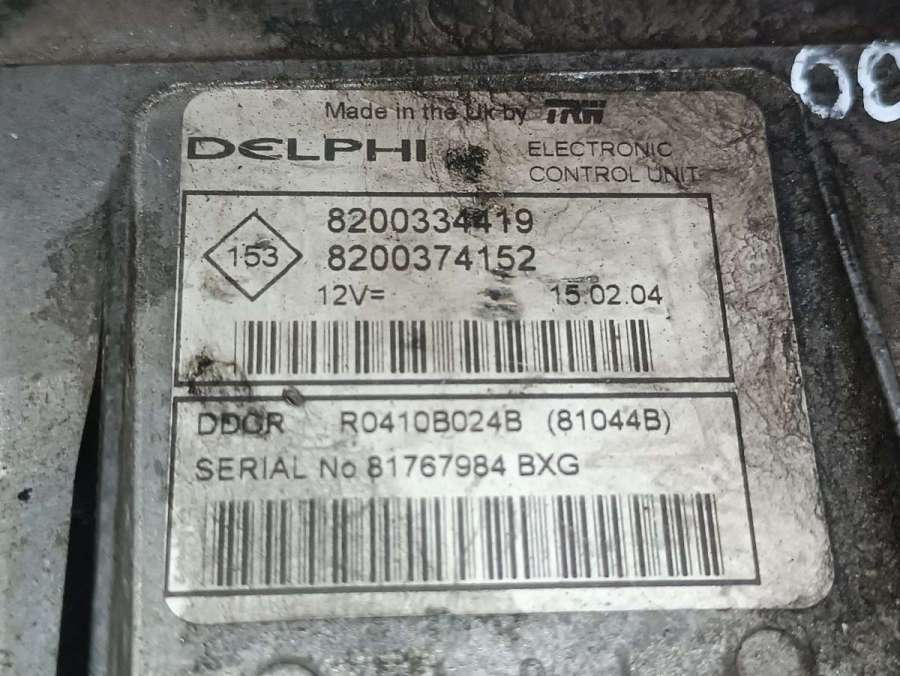 Made in the Uk by TRW
DELPHI
ELECTRONIC
CONTROL UNIT
8200334419
153
8200374152
12V=
15.02.04
DDCR R0410B024B (81044B)
SERIAL No 81767984 BXG
00